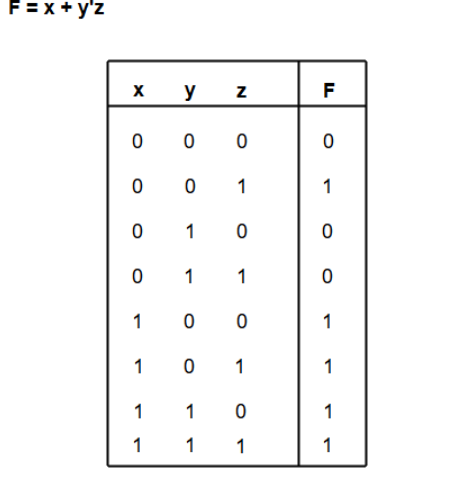 F = x + y'z
x y z F
0 0 0 0
0 0 1 1
0 1 0 0
0 1 1 0
1 0 0 1
1 0 1 1
1 1 0 1
1 1 1 1